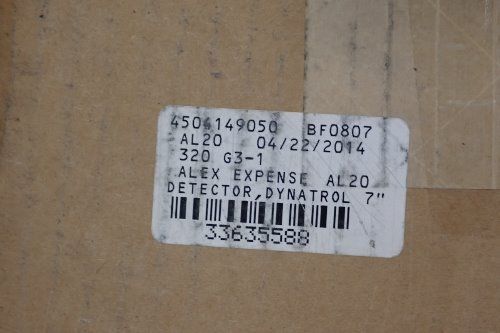 4504149050 BF0807
AL20 04/22/2014
320 G3-1
ALEX EXPENSE AL20
DETECTOR,DYNATROL 7"
33635588